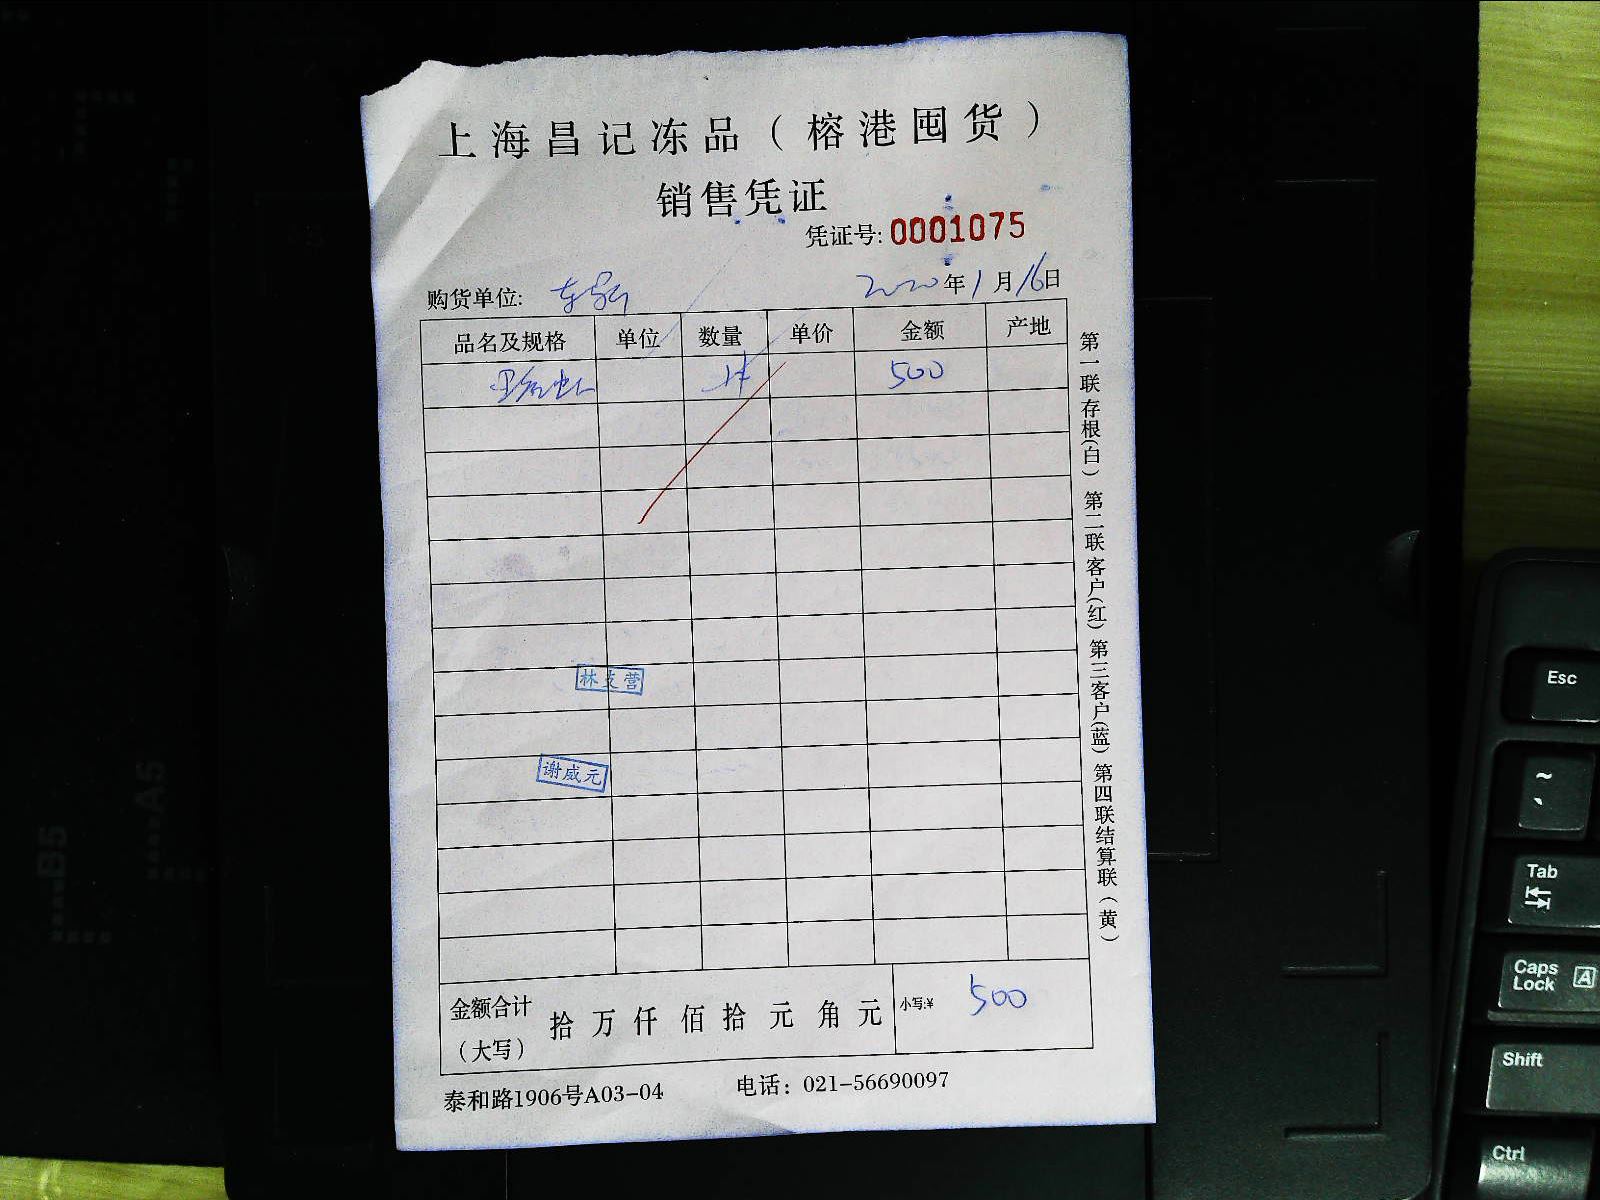 上海昌记冻品（榕港囤货）
销售凭证
凭证号: 0001075
购货单位:
2020年1月16日
品名及规格 单位 数量 单价 金额 产地
500
林支营
谢威元
金额合计（大写） 拾 万 仟 佰 拾 元 角 元 小写:¥ 500
泰和路1906号A03-04 电话：021-56690097
第一联存根(白) 第二联客户(红) 第三客户(蓝) 第四联结算联(黄)
B5
A5
Esc
~
`
Tab
Caps Lock A
Shift
Ctrl